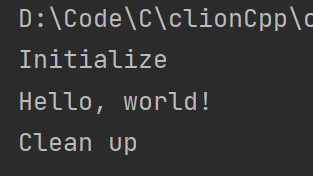 D:\Code\C\clionCpp\
Initialize
Hello, world!
Clean up